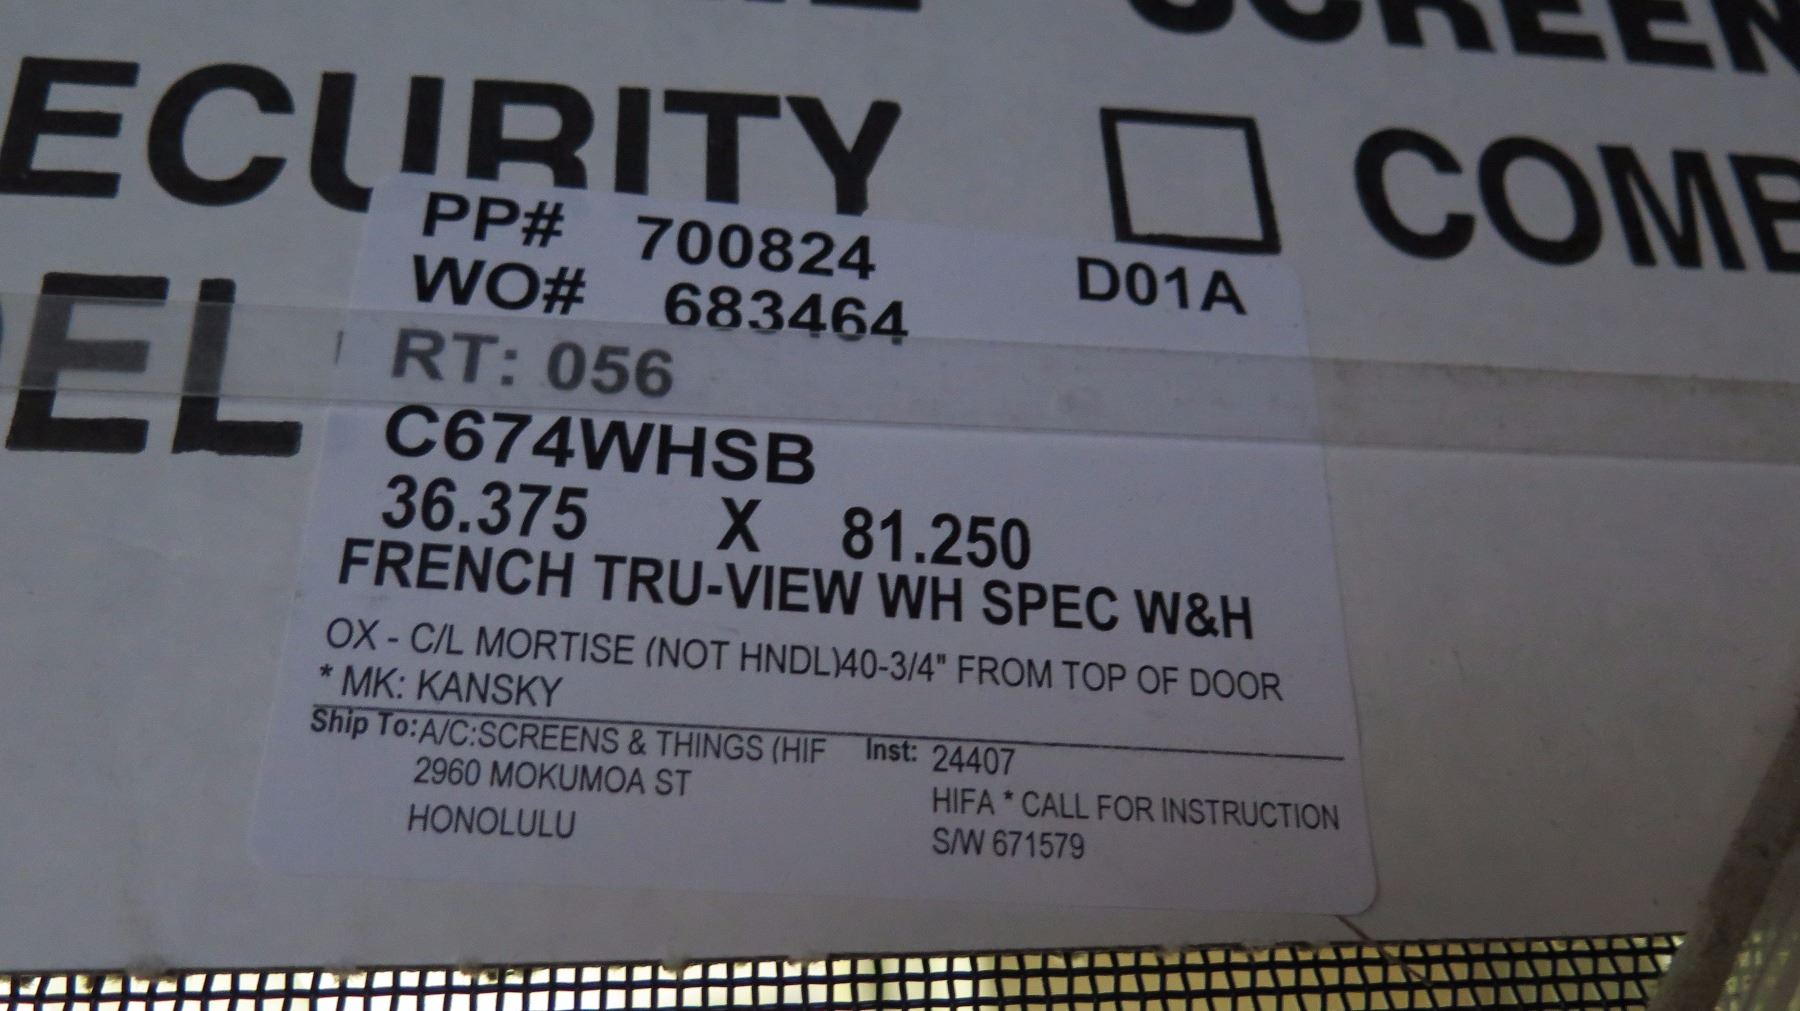 SCREEN
ECURITY
COMB
EL
PP# 700824
WO# 683464 D01A
RT: 056
C674WHSB
36.375 X 81.250
FRENCH TRU-VIEW WH SPEC W&H
OX - C/L MORTISE (NOT HNDL)40-3/4" FROM TOP OF DOOR
* MK: KANSKY
Ship To: A/C:SCREENS & THINGS (HIF Inst: 24407
2960 MOKUMOA ST HIFA * CALL FOR INSTRUCTION
HONOLULU S/W 671579